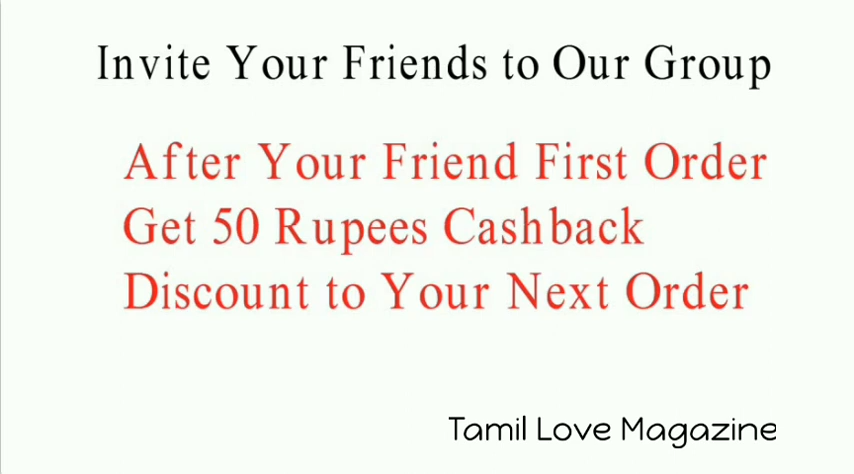 Invite Your Friends to Our Group
After Your Friend First Order
Get 50 Rupees Cashback
Discount to Your Next Order
Tamil Love Magazine